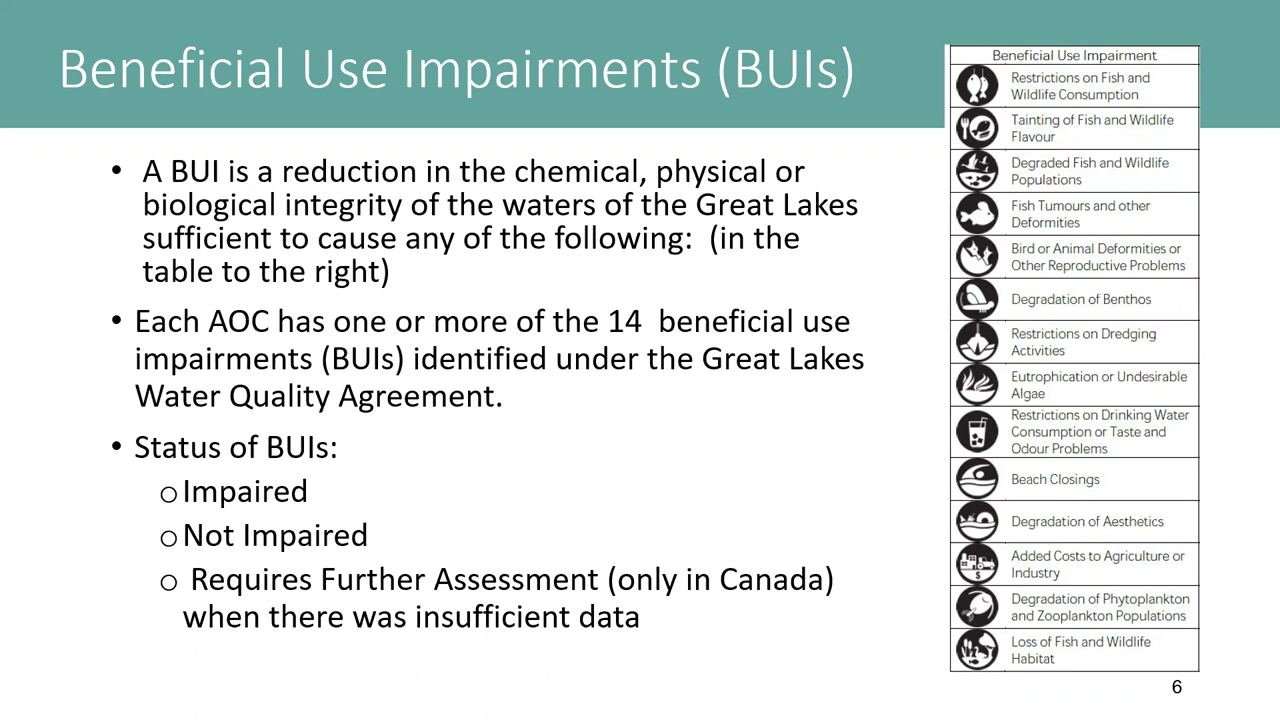 Beneficial Use Impairments (BUIs)
• A BUI is a reduction in the chemical, physical or
biological integrity of the waters of the Great Lakes
sufficient to cause any of the following: (in the
table to the right)
• Each AOC has one or more of the 14 beneficial use
impairments (BUIs) identified under the Great Lakes
Water Quality Agreement.
• Status of BUIs:
o Impaired
o Not Impaired
o Requires Further Assessment (only in Canada)
when there was insufficient data
Beneficial Use Impairment
Restrictions on Fish and
Wildlife Consumption
Tainting of Fish and Wildlife
Flavour
Degraded Fish and Wildlife
Populations
Fish Tumours and other
Deformities
Bird or Animal Deformities or
Other Reproductive Problems
Degradation of Benthos
Restrictions on Dredging
Activities
Eutrophication or Undesirable
Algae
Restrictions on Drinking Water
Consumption or Taste and
Odour Problems
Beach Closings
Degradation of Aesthetics
$
Added Costs to Agriculture or
Industry
Degradation of Phytoplankton
and Zooplankton Populations
Loss of Fish and Wildlife
Habitat
6